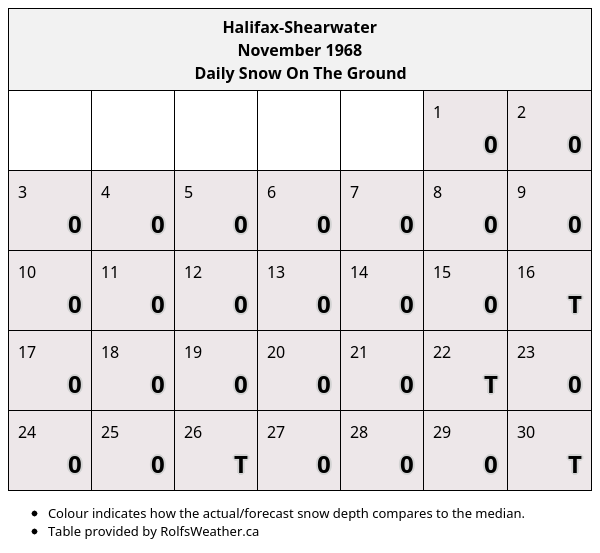 Halifax-Shearwater
November 1968
Daily Snow On The Ground
1 2
0 0
3 4 5 6 7 8 9
0 0 0 0 0 0 0
10 11 12 13 14 15 16
0 0 0 0 0 0 T
17 18 19 20 21 22 23
0 0 0 0 0 T 0
24 25 26 27 28 29 30
0 0 T 0 0 0 T
• Colour indicates how the actual/forecast snow depth compares to the median.
• Table provided by RolfsWeather.ca